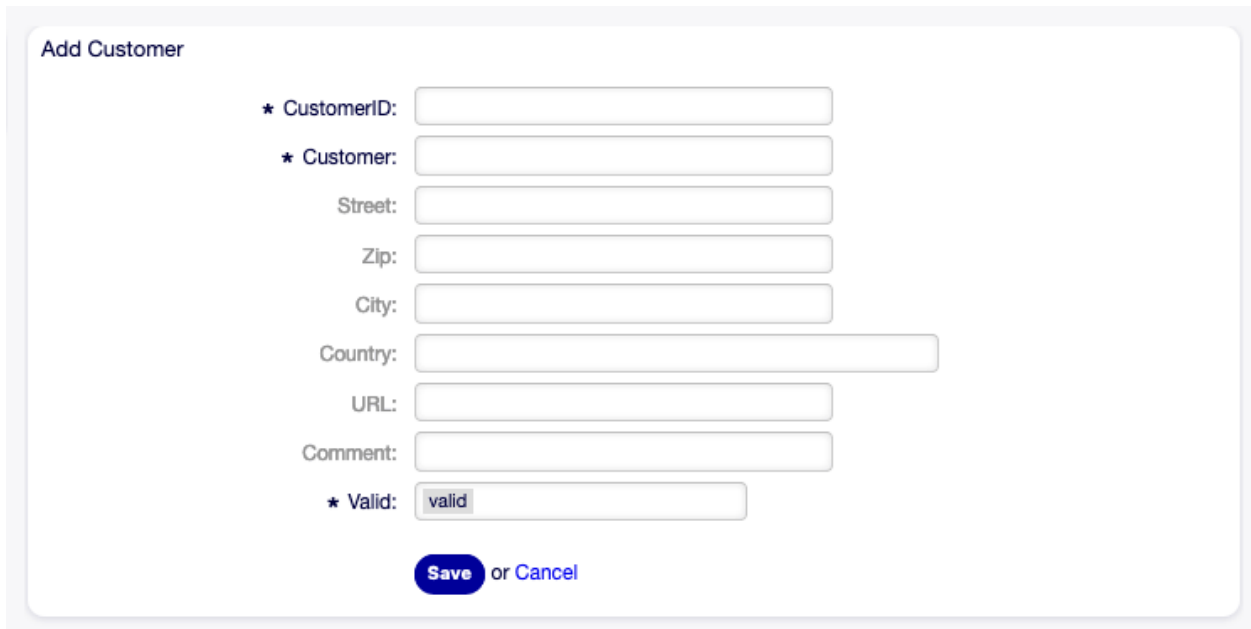 Add Customer
★ CustomerID:
★ Customer:
Street:
Zip:
City:
Country:
URL:
Comment:
★ Valid: valid
Save or Cancel